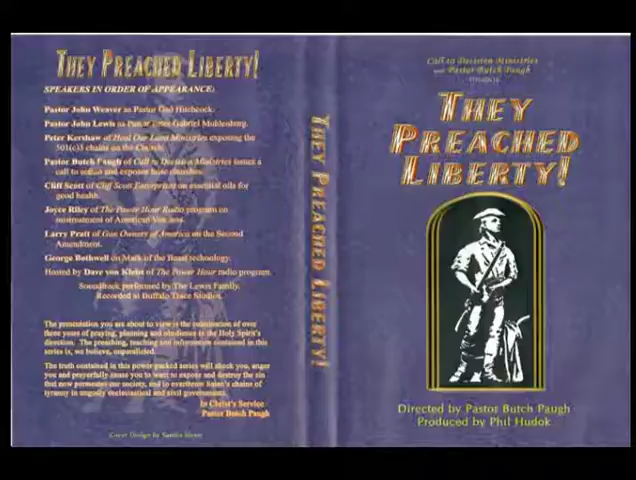 THEY PREACHED LIBERTY!
SPEAKERS IN ORDER OF APPEARANCE:
Pastor John Weaver as Pastor Gad Hitchcock.
Pastor John Lewis as Pastor Peter Gabriel Muhlenberg.
Peter Kershaw of Heal Our Land Ministries exposing the
501(c)3 chains on the Church.
Pastor Butch Paugh of Call to Decision Ministries issues a
call to action and exposes false churches.
Cliff Scott of Cliff Scott Enterprises on essential oils for
good health.
Joyce Riley of The Power Hour Radio program on
mistreatment of American Veterans.
Larry Pratt of Gun Owners of America on the Second
Amendment.
George Bothwell on Mark of the Beast technology.
Hosted by Dave von Kleist of The Power Hour radio program.
Soundtrack performed by The Lewis Family.
Recorded at Buffalo Trace Studios.
The presentation you are about to view is the culmination of over
three years of praying, planning and obedience to the Holy Spirit's
direction. The preaching, teaching and information contained in this
series is, we believe, unparalleled.
The truth contained in this power packed series will shock you, anger
you and prayerfully cause you to want to expose and destroy the sin
that now permeates our society, and to overthrow Satan's chains of
tyranny in ungodly ecclesiastical and civil government.
In Christ's Service
Pastor Butch Paugh
Cover Design by
THEY PREACHED LIBERTY!
Call to Decision Ministries
and Pastor Butch Paugh
PRESENTS
THEY
PREACHED
LIBERTY!
Directed by Pastor Butch Paugh
Produced by Phil Hudok